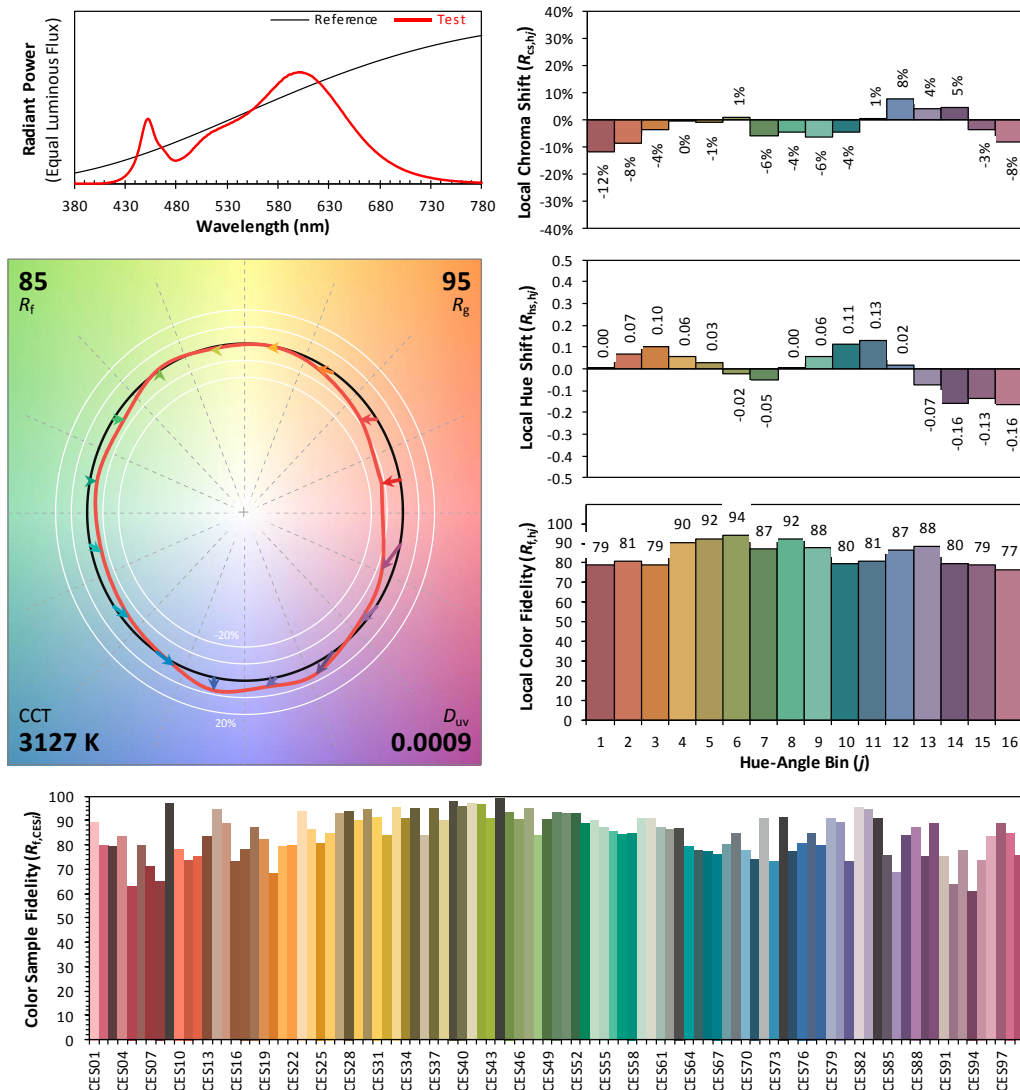 Reference
Test
Radiant Power
(Equal Luminous Flux)
380 430 480 530 580 630 680 730 780
Wavelength (nm)
Local Chroma Shift (Rcs,hj)
40%
30%
20%
10%
0%
-10%
-20%
-30%
-40%
-12% -8% -4% 0% -1% 1% -6% -4% -6% -4% 1% 8% 4% 5% -3% -8%
85
Rf
95
Rg
-20%
20%
CCT
3127 K
Duv
0.0009
Local Hue Shift (Rhs,hj)
0.5
0.4
0.3
0.2
0.1
0.0
-0.1
-0.2
-0.3
-0.4
-0.5
0.00 0.07 0.10 0.06 0.03 -0.02 -0.05 0.00 0.06 0.11 0.13 0.02 -0.07 -0.16 -0.13 -0.16
Local Color Fidelity (Rf,hj)
100
90
80
70
60
50
40
30
20
10
0
79 81 79 90 92 94 87 92 88 80 81 87 88 80 79 77
1 2 3 4 5 6 7 8 9 10 11 12 13 14 15 16
Hue-Angle Bin (j)
Color Sample Fidelity (Rf,CESi)
100
90
80
70
60
50
40
30
20
10
0
CES01 CES04 CES07 CES10 CES13 CES16 CES19 CES22 CES25 CES28 CES31 CES34 CES37 CES40 CES43 CES46 CES49 CES52 CES55 CES58 CES61 CES64 CES67 CES70 CES73 CES76 CES79 CES82 CES85 CES88 CES91 CES94 CES97